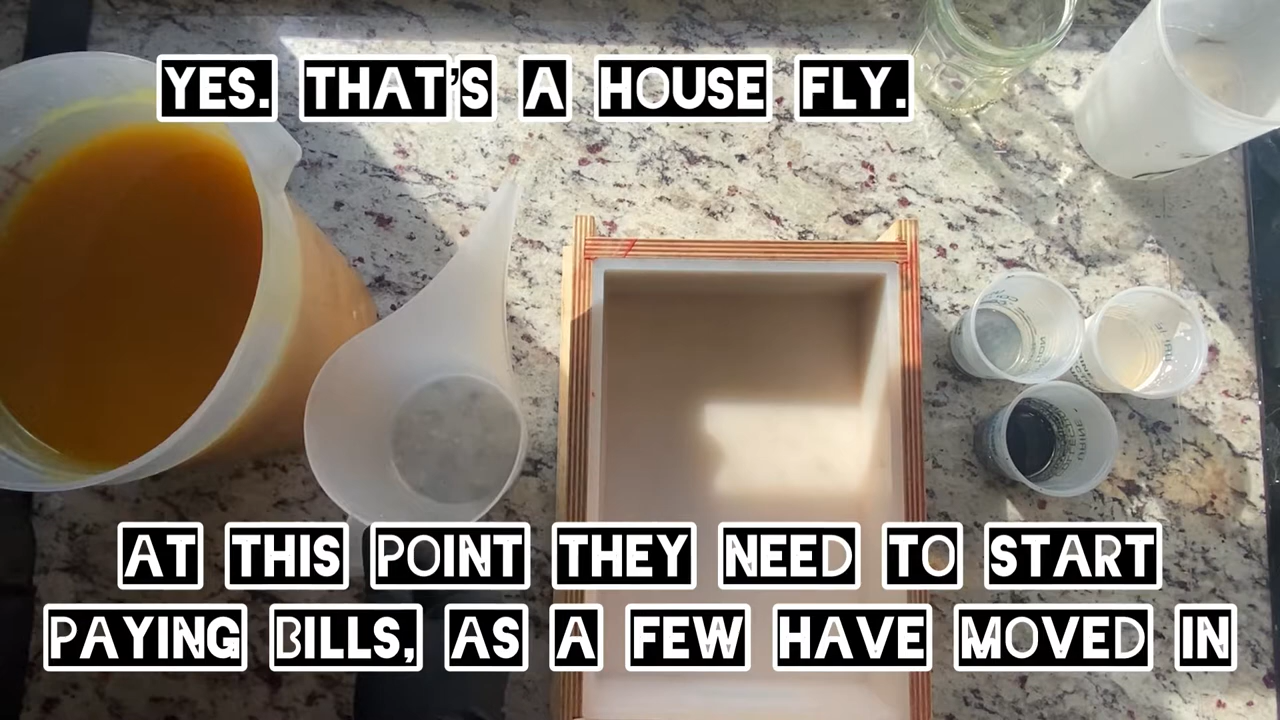 YES. THAT'S A HOUSE FLY.
AT THIS POINT THEY NEED TO START
PAYING BILLS, AS A FEW HAVE MOVED IN